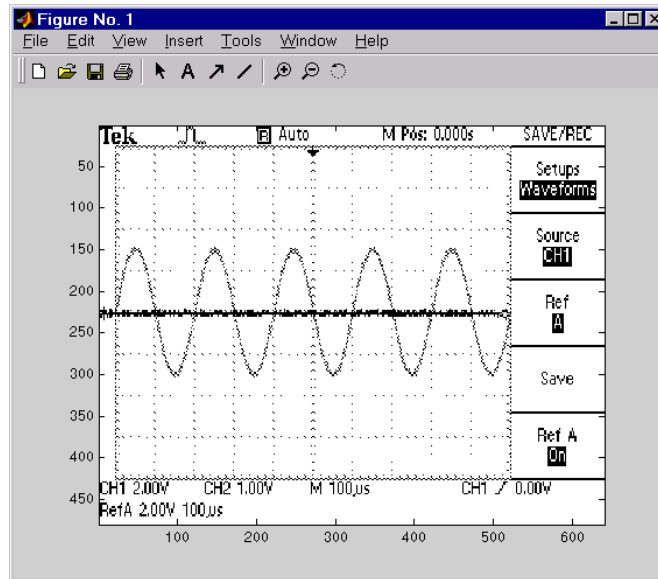 Figure No. 1
File Edit View Insert Tools Window Help
A
Tek R Auto M Pos: 0.000s SAVE/REC
Setups
Waveforms
Source
CH1
Ref
A
Save
Ref A
On
CH1 2.00V CH2 1.00V M 100µs CH1 0.00V
RefA 2.00V 100µs
50
100
150
200
250
300
350
400
450
100 200 300 400 500 600